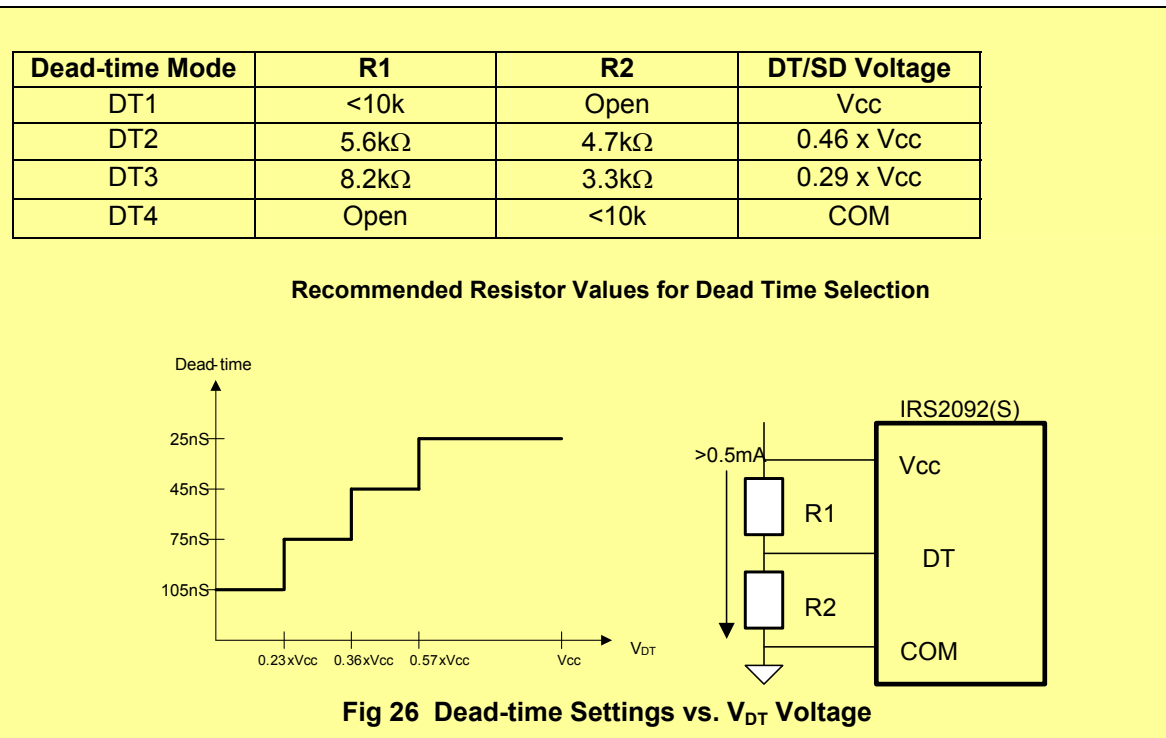 Dead-time Mode R1 R2 DT/SD Voltage
DT1 <10k Open Vcc
DT2 5.6kΩ 4.7kΩ 0.46 x Vcc
DT3 8.2kΩ 3.3kΩ 0.29 x Vcc
DT4 Open <10k COM
Recommended Resistor Values for Dead Time Selection
Dead-time
25nS
45nS
75nS
105nS
0.23xVcc 0.36xVcc 0.57xVcc Vcc
VDT
IRS2092(S)
>0.5mA
Vcc
R1
DT
R2
COM
Fig 26 Dead-time Settings vs. VDT Voltage